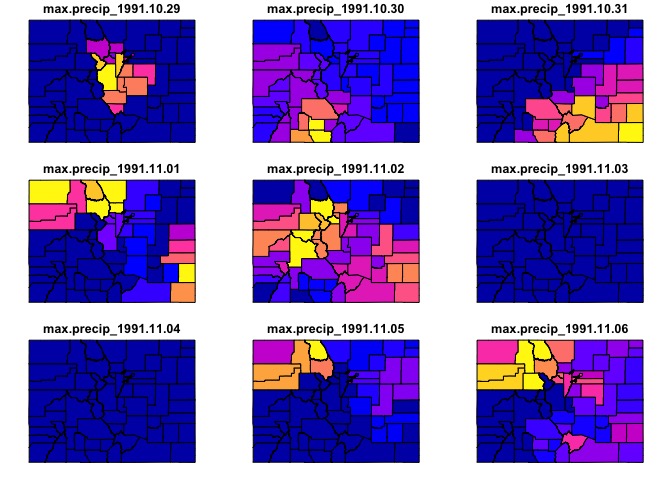 max.precip_1991.10.29
max.precip_1991.10.30
max.precip_1991.10.31
max.precip_1991.11.01
max.precip_1991.11.02
max.precip_1991.11.03
max.precip_1991.11.04
max.precip_1991.11.05
max.precip_1991.11.06